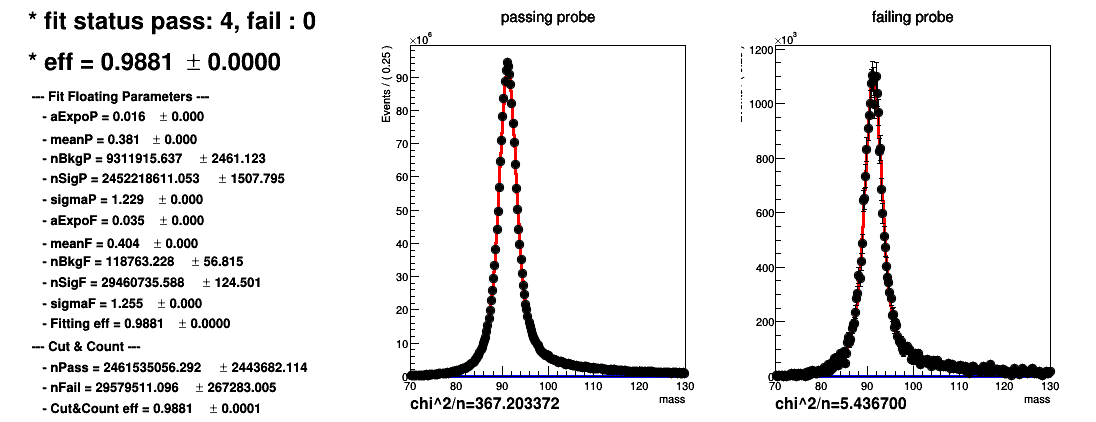 * fit status pass: 4, fail : 0
* eff = 0.9881 ± 0.0000
--- Fit Floating Parameters ---
- aExpoP = 0.016 ± 0.000
- meanP = 0.381 ± 0.000
- nBkgP = 9311915.637 ± 2461.123
- nSigP = 2452218611.053 ± 1507.795
- sigmaP = 1.229 ± 0.000
- aExpoF = 0.035 ± 0.000
- meanF = 0.404 ± 0.000
- nBkgF = 118763.228 ± 56.815
- nSigF = 29460735.588 ± 124.501
- sigmaF = 1.255 ± 0.000
- Fitting eff = 0.9881 ± 0.0000
--- Cut & Count ---
- nPass = 2461535056.292 ± 2443682.114
- nFail = 29579511.096 ± 267283.005
- Cut&Count eff = 0.9881 ± 0.0001
passing probe
×10^6
Events / ( 0.25 )
90
80
70
60
50
40
30
20
10
0
70 80 90 100 110 120 130
mass
chi^2/n=367.203372
failing probe
×10^3
1200
1000
800
600
400
200
0
70 80 90 100 110 120 130
mass
chi^2/n=5.436700